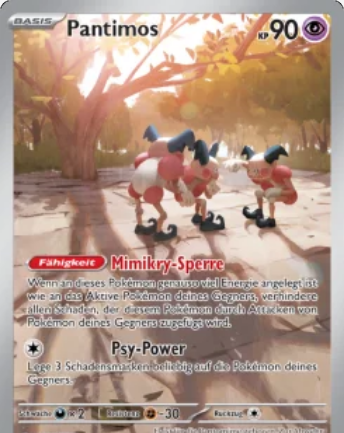 BASIS
Pantimos
KP 90
Fähigkeit Mimikry-Sperre
Wenn an dieses Pokémon genauso viel Energie angelegt ist
wie an das Aktive Pokémon deines Gegners, verhindere
allen Schaden, der diesem Pokémon durch Attacken von
Pokémon deines Gegners zugefügt wird.
Psy-Power
Lege 3 Schadensmarken beliebig auf die Pokémon deines
Gegners.
Schwäche ×2 Resistenz -30 Rückzug